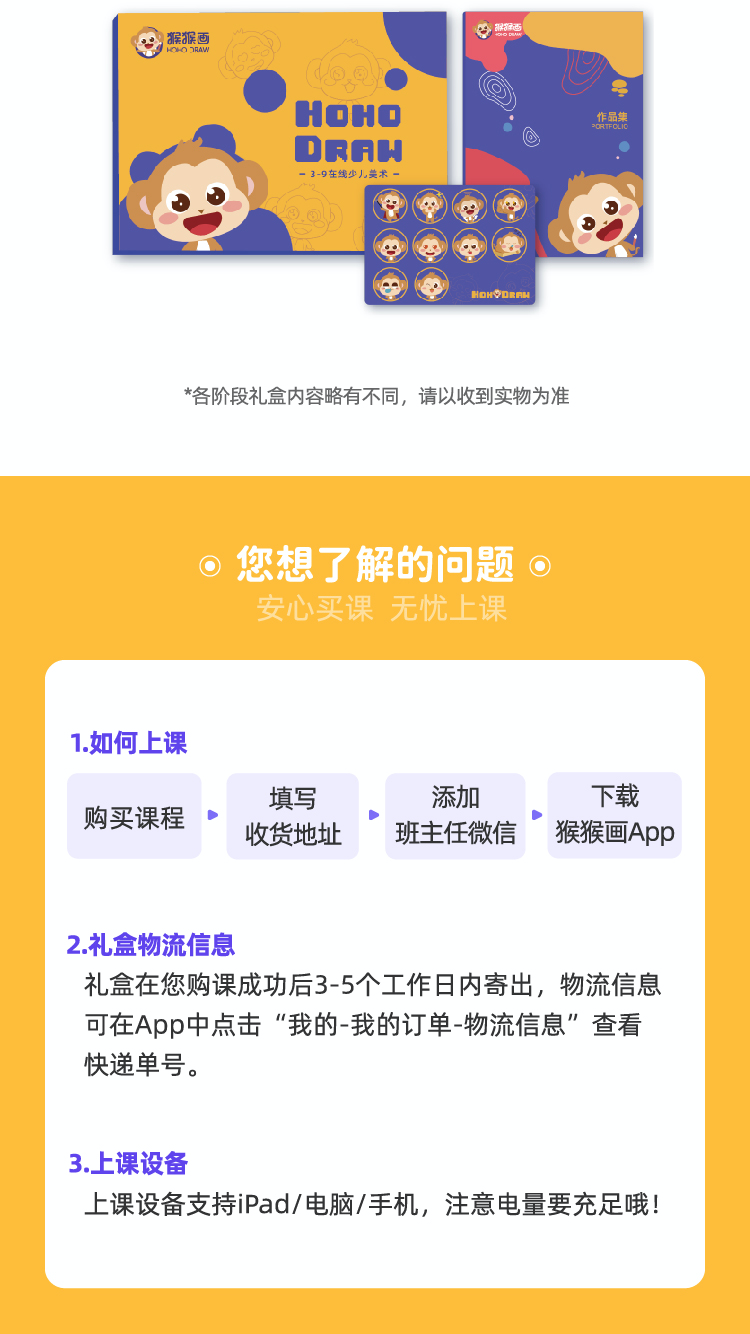 猴猴画
HOHO DRAW
HOHO
DRAW
- 3-9在线少儿美术 -
猴猴画
HOHO DRAW
作品集
PORTFOLIO
HOHODRAW
*各阶段礼盒内容略有不同，请以收到实物为准
您想了解的问题
安心买课 无忧上课
1.如何上课
购买课程
填写
收货地址
添加
班主任微信
下载
猴猴画App
2.礼盒物流信息
礼盒在您购课成功后3-5个工作日内寄出，物流信息
可在App中点击“我的-我的订单-物流信息”查看
快递单号。
3.上课设备
上课设备支持iPad/电脑/手机，注意电量要充足哦！